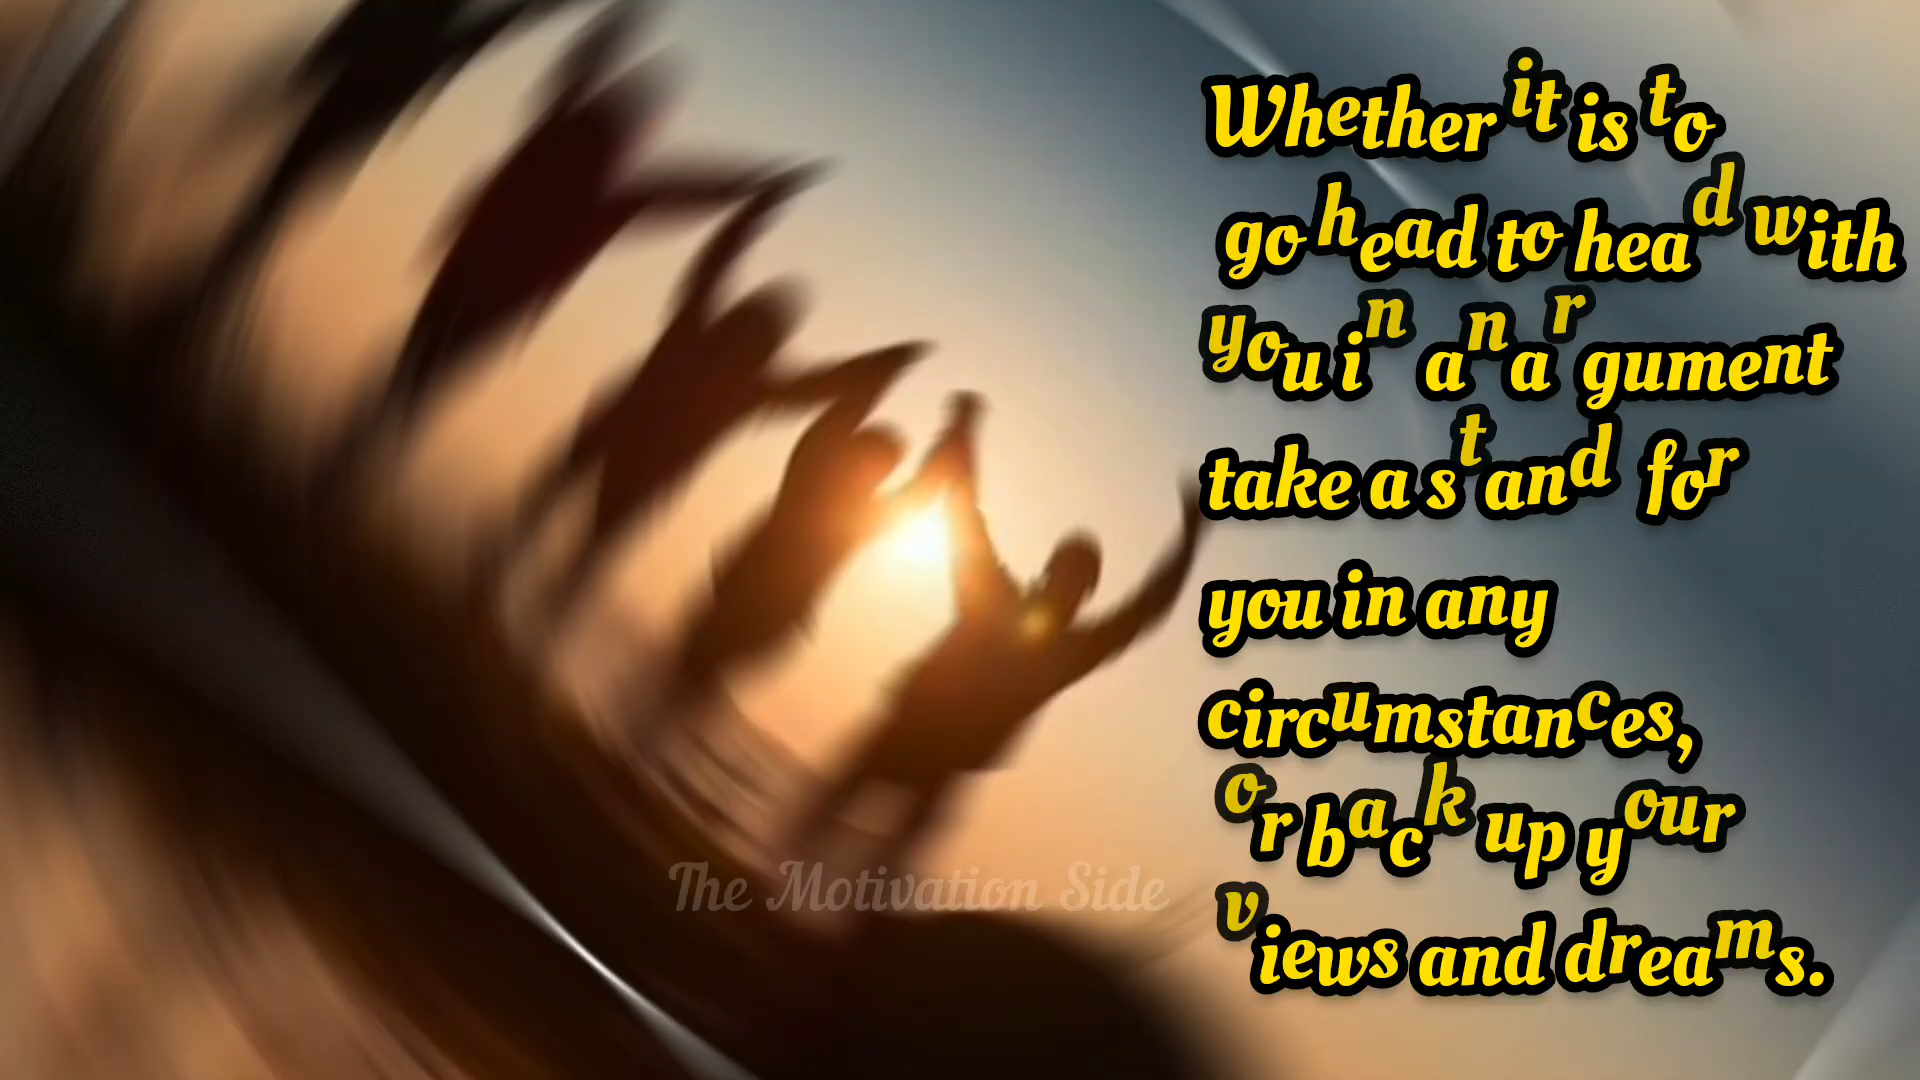 Whether it is to
go head to head with
you in an argument
take a stand for
you in any
circumstances,
or back up your
views and dreams.
The Motivation Side